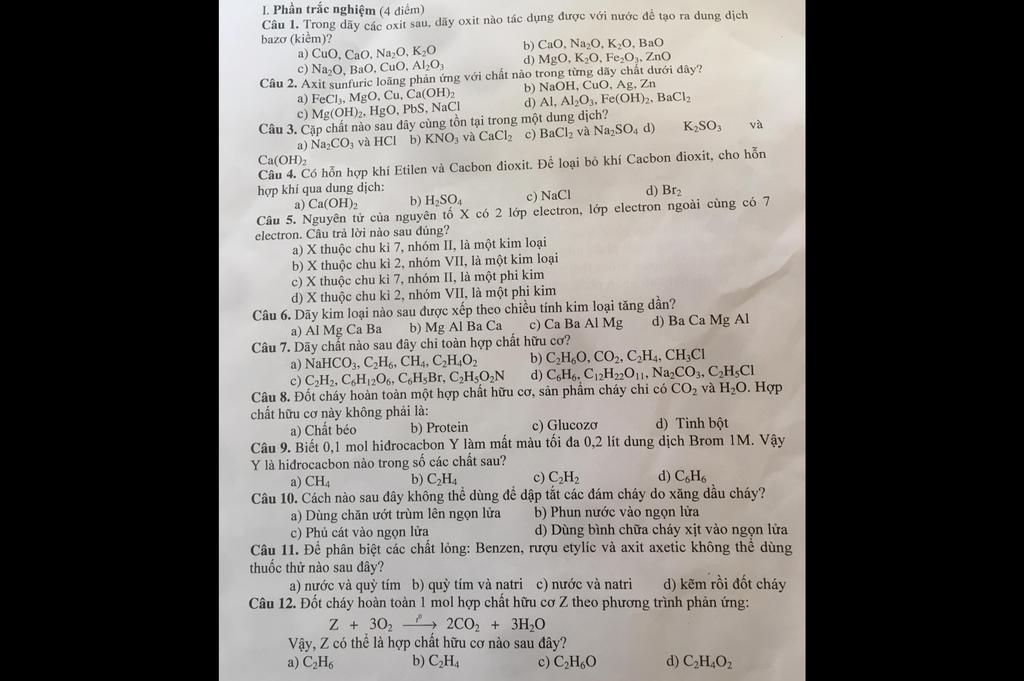 I. Phần trắc nghiệm (4 điểm)
Câu 1. Trong dãy các oxit sau, dãy oxit nào tác dụng được với nước để tạo ra dung dịch
bazơ (kiềm)?
a) CuO, CaO, Na₂O, K₂O b) CaO, Na₂O, K₂O, BaO
c) Na₂O, BaO, CuO, Al₂O₃ d) MgO, K₂O, Fe₂O₃, ZnO
Câu 2. Axit sunfuric loãng phản ứng với chất nào trong từng dãy chất dưới đây?
a) FeCl₃, MgO, Cu, Ca(OH)₂ b) NaOH, CuO, Ag, Zn
c) Mg(OH)₂, HgO, PbS, NaCl d) Al, Al₂O₃, Fe(OH)₂, BaCl₂
Câu 3. Cặp chất nào sau đây cùng tồn tại trong một dung dịch?
a) Na₂CO₃ và HCl b) KNO₃ và CaCl₂ c) BaCl₂ và Na₂SO₄ d) K₂SO₃ và
Ca(OH)₂
Câu 4. Có hỗn hợp khí Etilen và Cacbon đioxit. Để loại bỏ khí Cacbon đioxit, cho hỗn
hợp khí qua dung dịch:
a) Ca(OH)₂ b) H₂SO₄ c) NaCl d) Br₂
Câu 5. Nguyên tử của nguyên tố X có 2 lớp electron, lớp electron ngoài cùng có 7
electron. Câu trả lời nào sau đúng?
a) X thuộc chu kì 7, nhóm II, là một kim loại
b) X thuộc chu kì 2, nhóm VII, là một kim loại
c) X thuộc chu kì 7, nhóm II, là một phi kim
d) X thuộc chu kì 2, nhóm VII, là một phi kim
Câu 6. Dãy kim loại nào sau được xếp theo chiều tính kim loại tăng dần?
a) Al Mg Ca Ba b) Mg Al Ba Ca c) Ca Ba Al Mg d) Ba Ca Mg Al
Câu 7. Dãy chất nào sau đây chỉ toàn hợp chất hữu cơ?
a) NaHCO₃, C₂H₆, CH₄, C₂H₄O₂ b) C₂H₆O, CO₂, C₂H₄, CH₃Cl
c) C₂H₂, C₆H₁₂O₆, C₆H₅Br, C₂H₅O₂N d) C₆H₆, C₁₂H₂₂O₁₁, Na₂CO₃, C₂H₅Cl
Câu 8. Đốt cháy hoàn toàn một hợp chất hữu cơ, sản phẩm cháy chỉ có CO₂ và H₂O. Hợp
chất hữu cơ này không phải là:
a) Chất béo b) Protein c) Glucozơ d) Tinh bột
Câu 9. Biết 0,1 mol hiđrocacbon Y làm mất màu tối đa 0,2 lít dung dịch Brom 1M. Vậy
Y là hiđrocacbon nào trong số các chất sau?
a) CH₄ b) C₂H₄ c) C₂H₂ d) C₆H₆
Câu 10. Cách nào sau đây không thể dùng để dập tắt các đám cháy do xăng dầu cháy?
a) Dùng chăn ướt trùm lên ngọn lửa b) Phun nước vào ngọn lửa
c) Phủ cát vào ngọn lửa d) Dùng bình chữa cháy xịt vào ngọn lửa
Câu 11. Để phân biệt các chất lỏng: Benzen, rượu etylíc và axit axetic không thể dùng
thuốc thử nào sau đây?
a) nước và quỳ tím b) quỳ tím và natri c) nước và natri d) kẽm rồi đốt cháy
Câu 12. Đốt cháy hoàn toàn 1 mol hợp chất hữu cơ Z theo phương trình phản ứng:
Z + 3O₂ —t⁰→ 2CO₂ + 3H₂O
Vậy, Z có thể là hợp chất hữu cơ nào sau đây?
a) C₂H₆ b) C₂H₄ c) C₂H₆O d) C₂H₄O₂